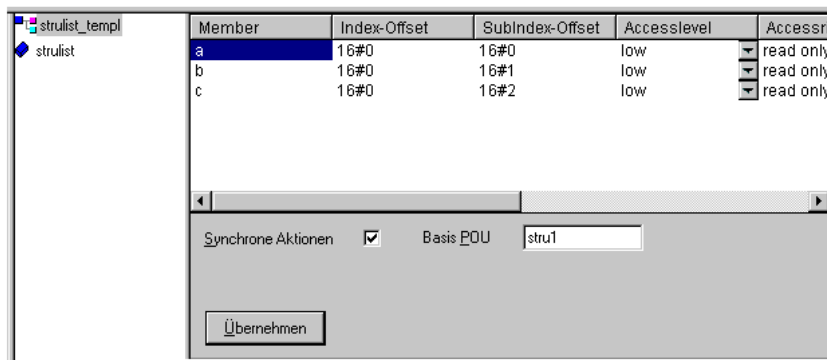 strulist_templ
strulist
Member Index-Offset SubIndex-Offset Accesslevel
a 16#0 16#0 low read only
b 16#0 16#1 low read only
c 16#0 16#2 low read only
Synchrone Aktionen Basis POU stru1
Übernehmen